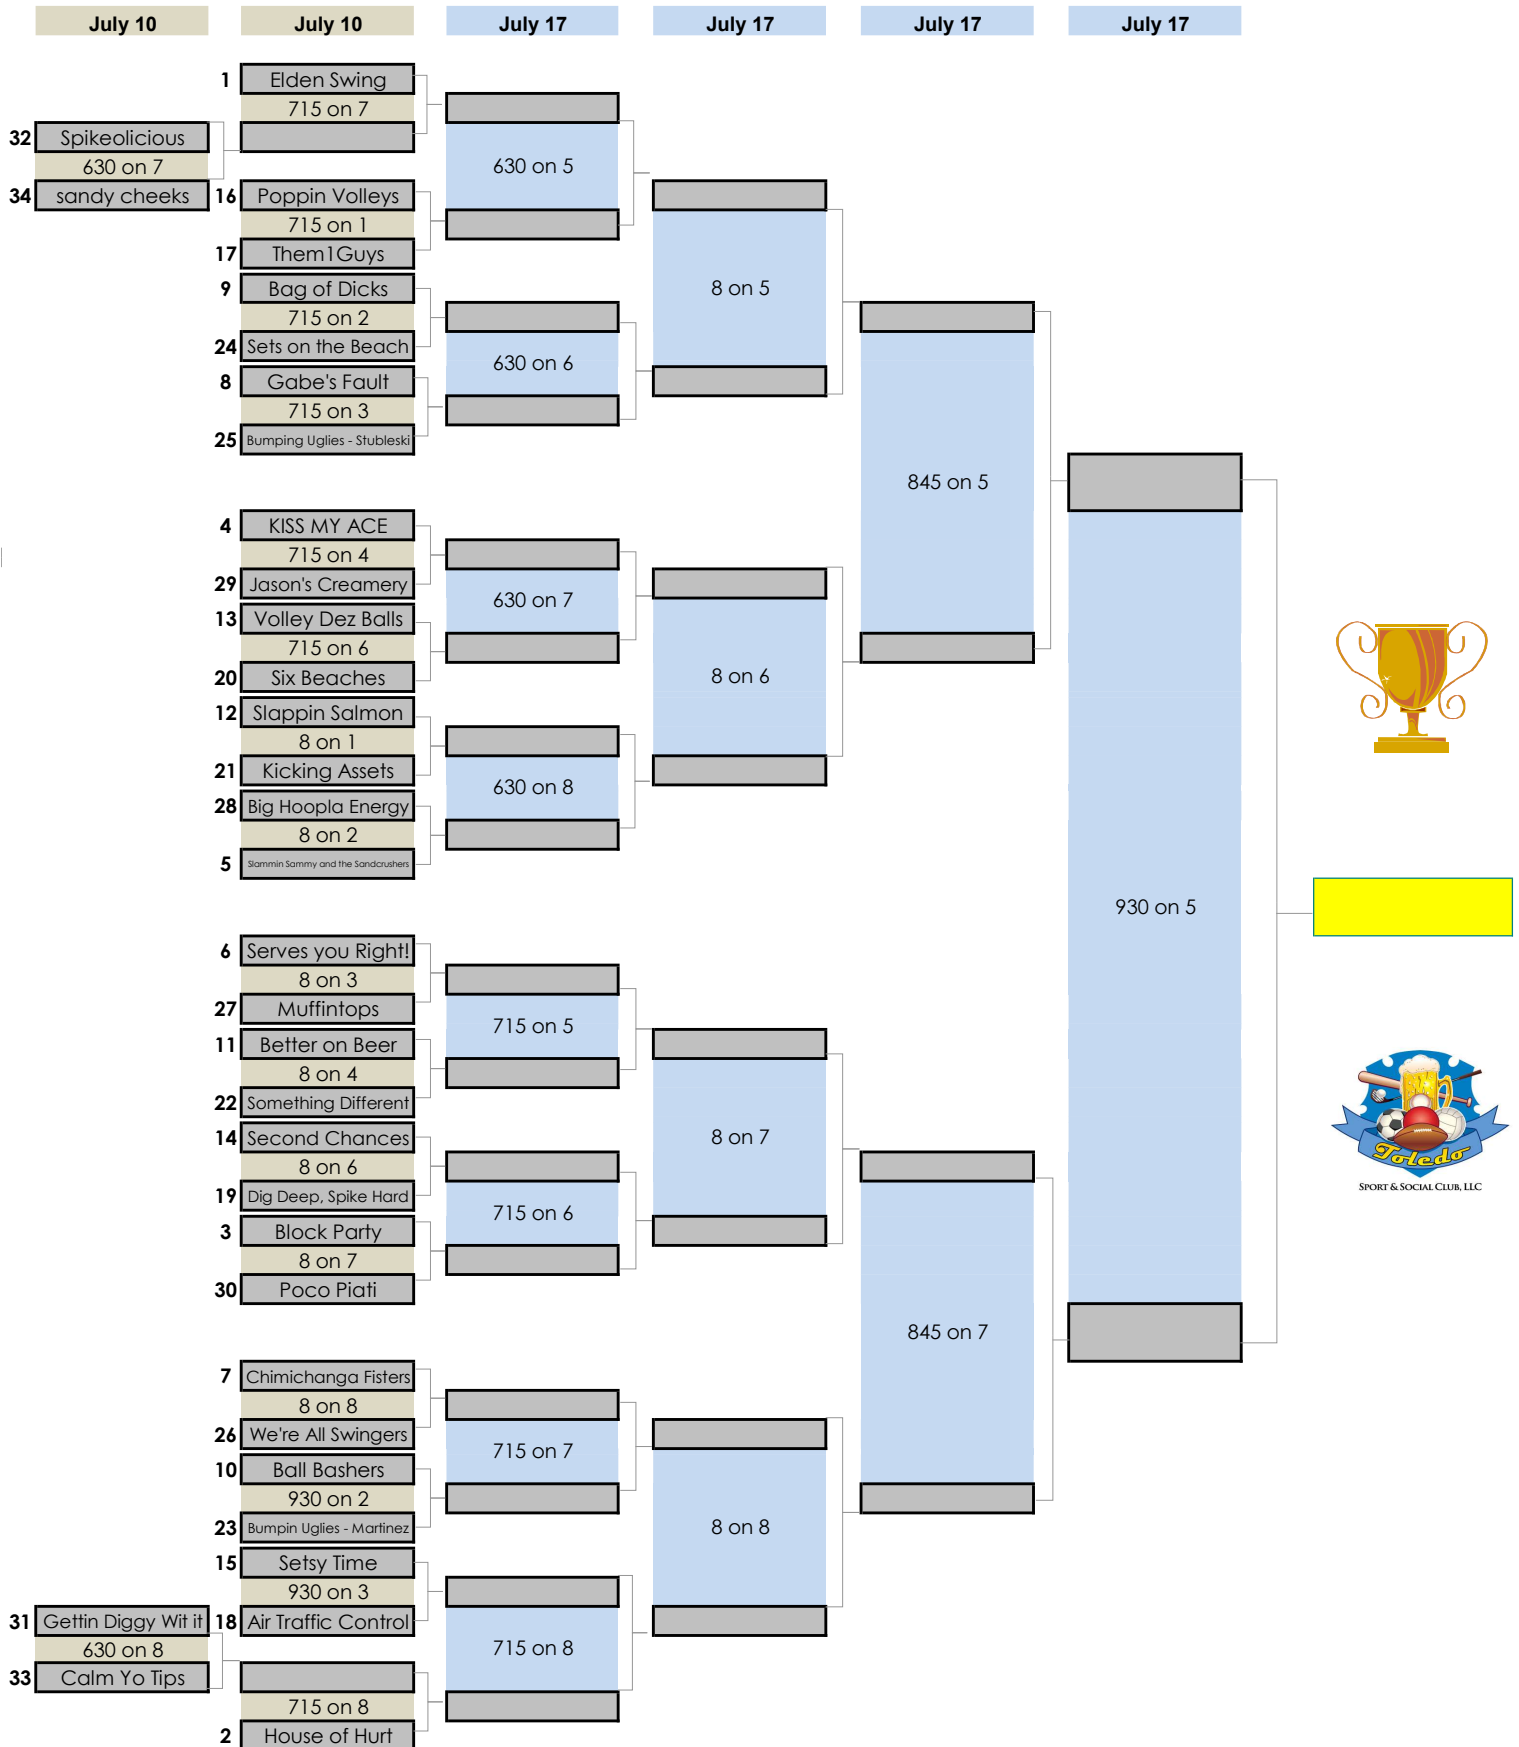 July 10
July 10
July 17
July 17
July 17
July 17
1 Elden Swing
715 on 7
32 Spikeolicious
630 on 7
34 sandy cheeks
16 Poppin Volleys
715 on 1
17 Them1Guys
9 Bag of Dicks
715 on 2
24 Sets on the Beach
8 Gabe's Fault
715 on 3
25 Bumping Uglies - Stubleski
630 on 5
630 on 6
8 on 5
4 KISS MY ACE
715 on 4
29 Jason's Creamery
13 Volley Dez Balls
715 on 6
20 Six Beaches
12 Slappin Salmon
8 on 1
21 Kicking Assets
28 Big Hoopla Energy
8 on 2
5 Slammin Sammy and the Sandcrushers
630 on 7
630 on 8
8 on 6
845 on 5
6 Serves you Right!
8 on 3
27 Muffintops
11 Better on Beer
8 on 4
22 Something Different
14 Second Chances
8 on 6
19 Dig Deep, Spike Hard
3 Block Party
8 on 7
30 Poco Piati
715 on 5
715 on 6
8 on 7
7 Chimichanga Fisters
8 on 8
26 We're All Swingers
10 Ball Bashers
930 on 2
23 Bumpin Uglies - Martinez
15 Setsy Time
930 on 3
18 Air Traffic Control
31 Gettin Diggy Wit it
630 on 8
33 Calm Yo Tips
715 on 8
2 House of Hurt
715 on 7
715 on 8
8 on 8
845 on 7
930 on 5
Toledo
SPORT & SOCIAL CLUB, LLC